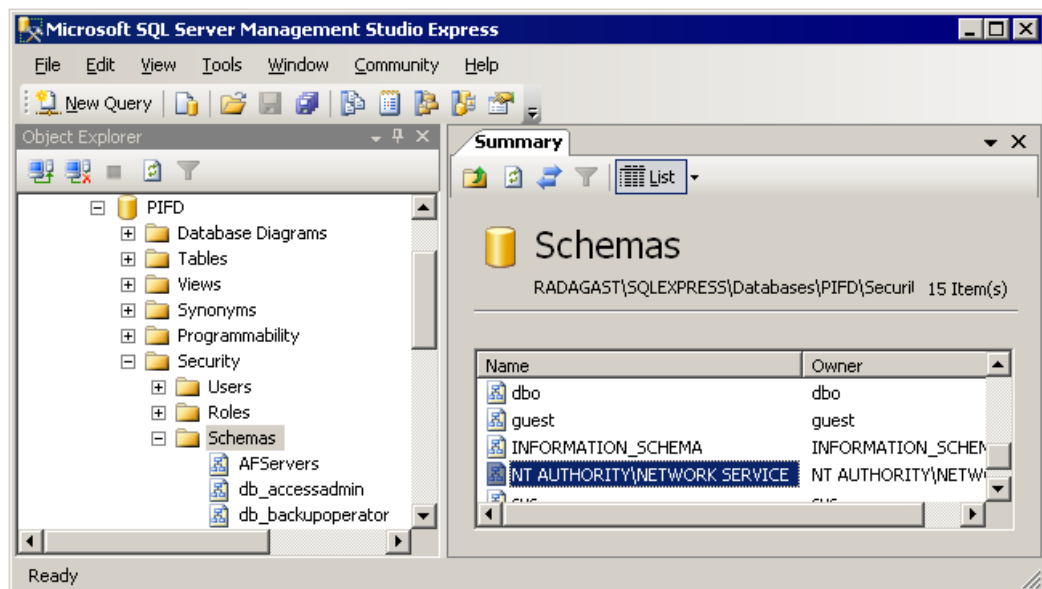 Microsoft SQL Server Management Studio Express
File Edit View Tools Window Community Help
New Query
Object Explorer
PIFD
Database Diagrams
Tables
Views
Synonyms
Programmability
Security
Users
Roles
Schemas
AFServers
db_accessadmin
db_backupoperator
Summary
List
Schemas
RADAGAST\SQLEXPRESS\Databases\PIFD\Securi 15 Item(s)
Name Owner
dbo dbo
guest guest
INFORMATION_SCHEMA INFORMATION_SCHEM
NT AUTHORITY\NETWORK SERVICE NT AUTHORITY\NETW
sys sys
Ready